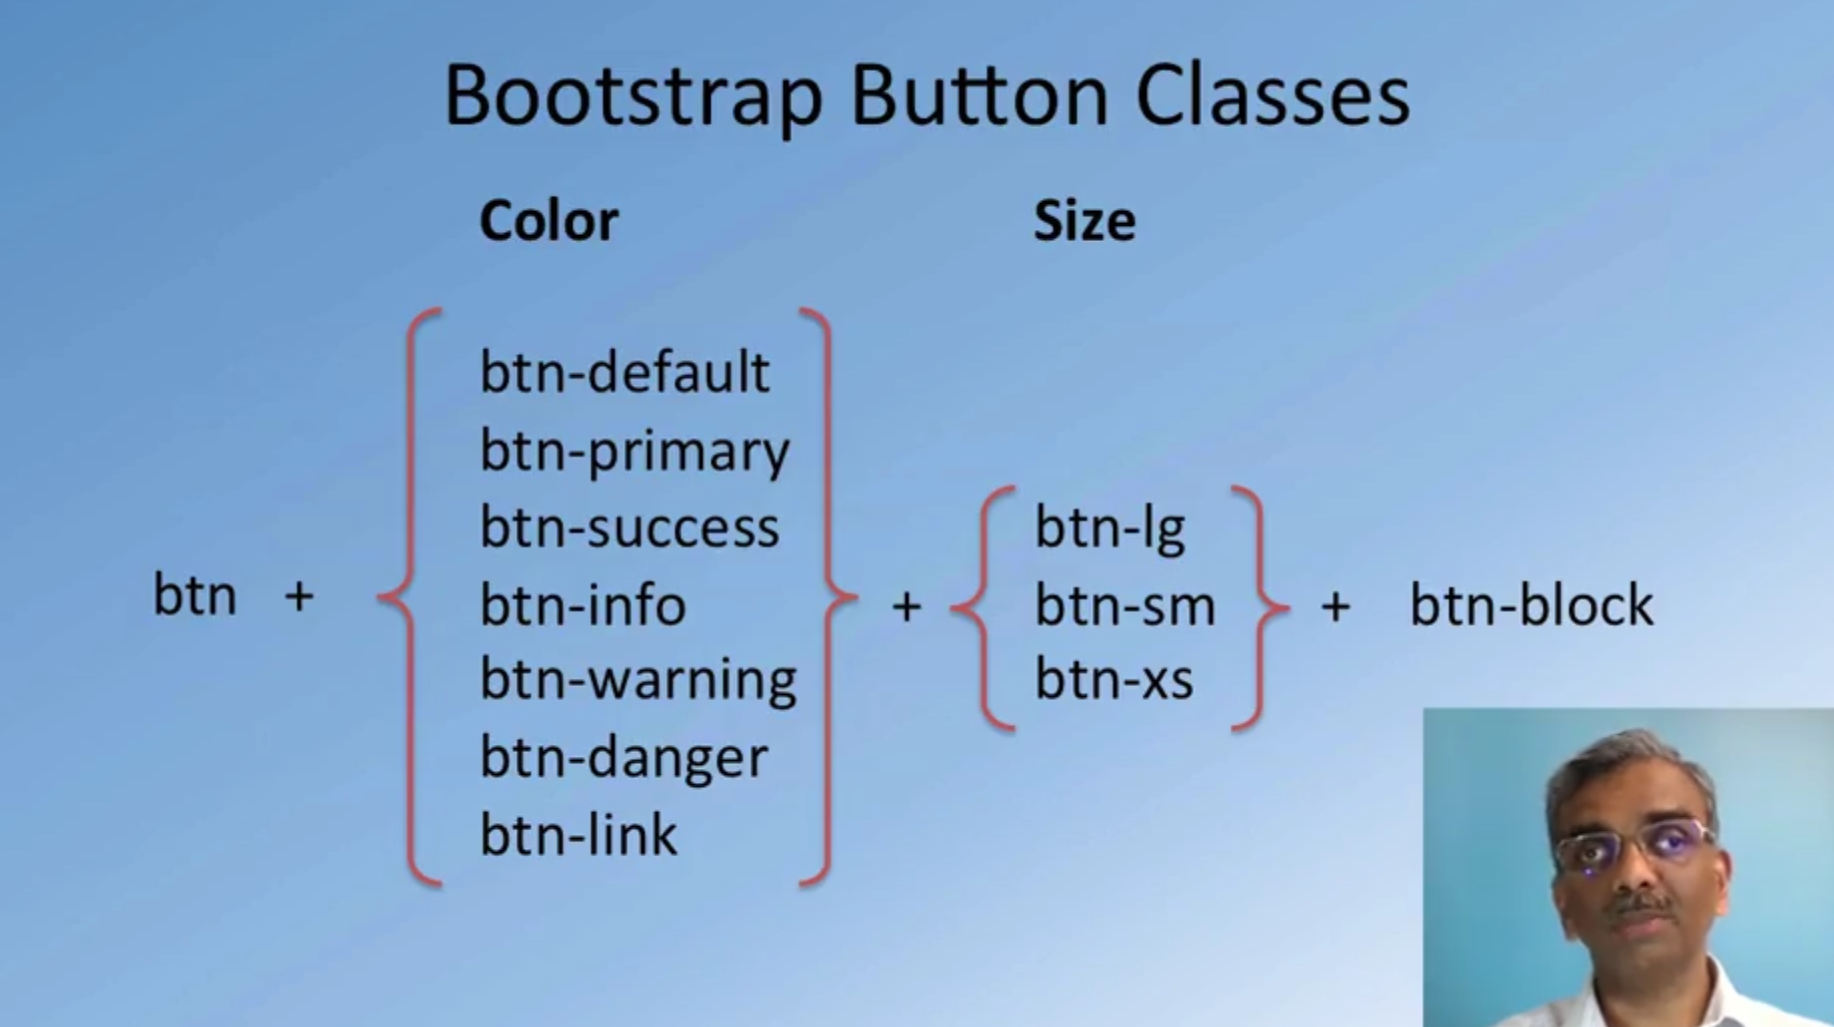 Bootstrap Button Classes
Color
Size
btn +
btn-default
btn-primary
btn-success
btn-info
btn-warning
btn-danger
btn-link
+
btn-lg
btn-sm
btn-xs
+ btn-block